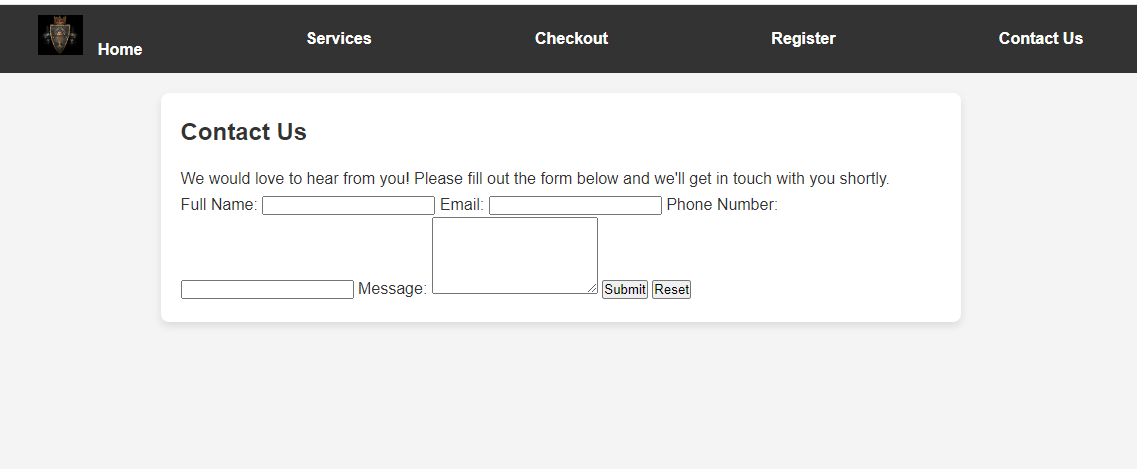 Home Services Checkout Register Contact Us
Contact Us
We would love to hear from you! Please fill out the form below and we'll get in touch with you shortly.
Full Name: Email: Phone Number:
Message: Submit Reset